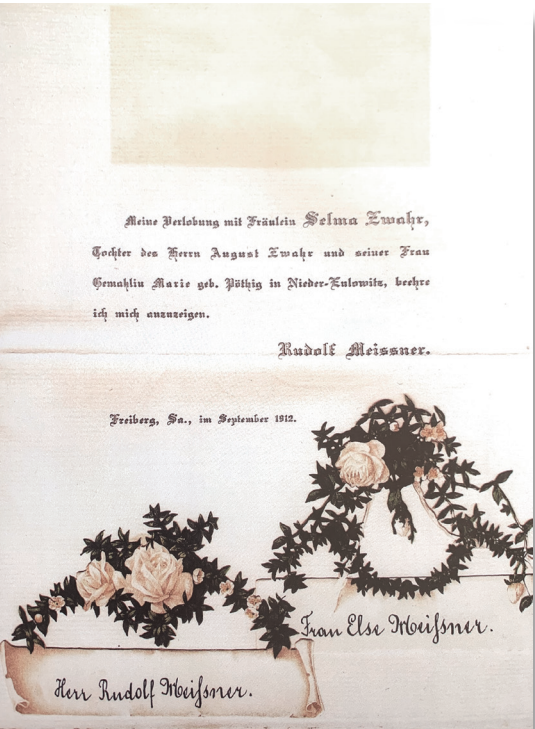 Meine Verlobung mit Fräulein Selma Zwahr,
Tochter des Herrn August Zwahr und seiner Frau
Gemahlin Marie geb. Pöthig in Nieder-Eulowitz, beehre
ich mich anzuzeigen.
Rudolf Meissner.
Freiberg, Sa., im September 1912.
Frau Else Meißner.
Herr Rudolf Meißner.